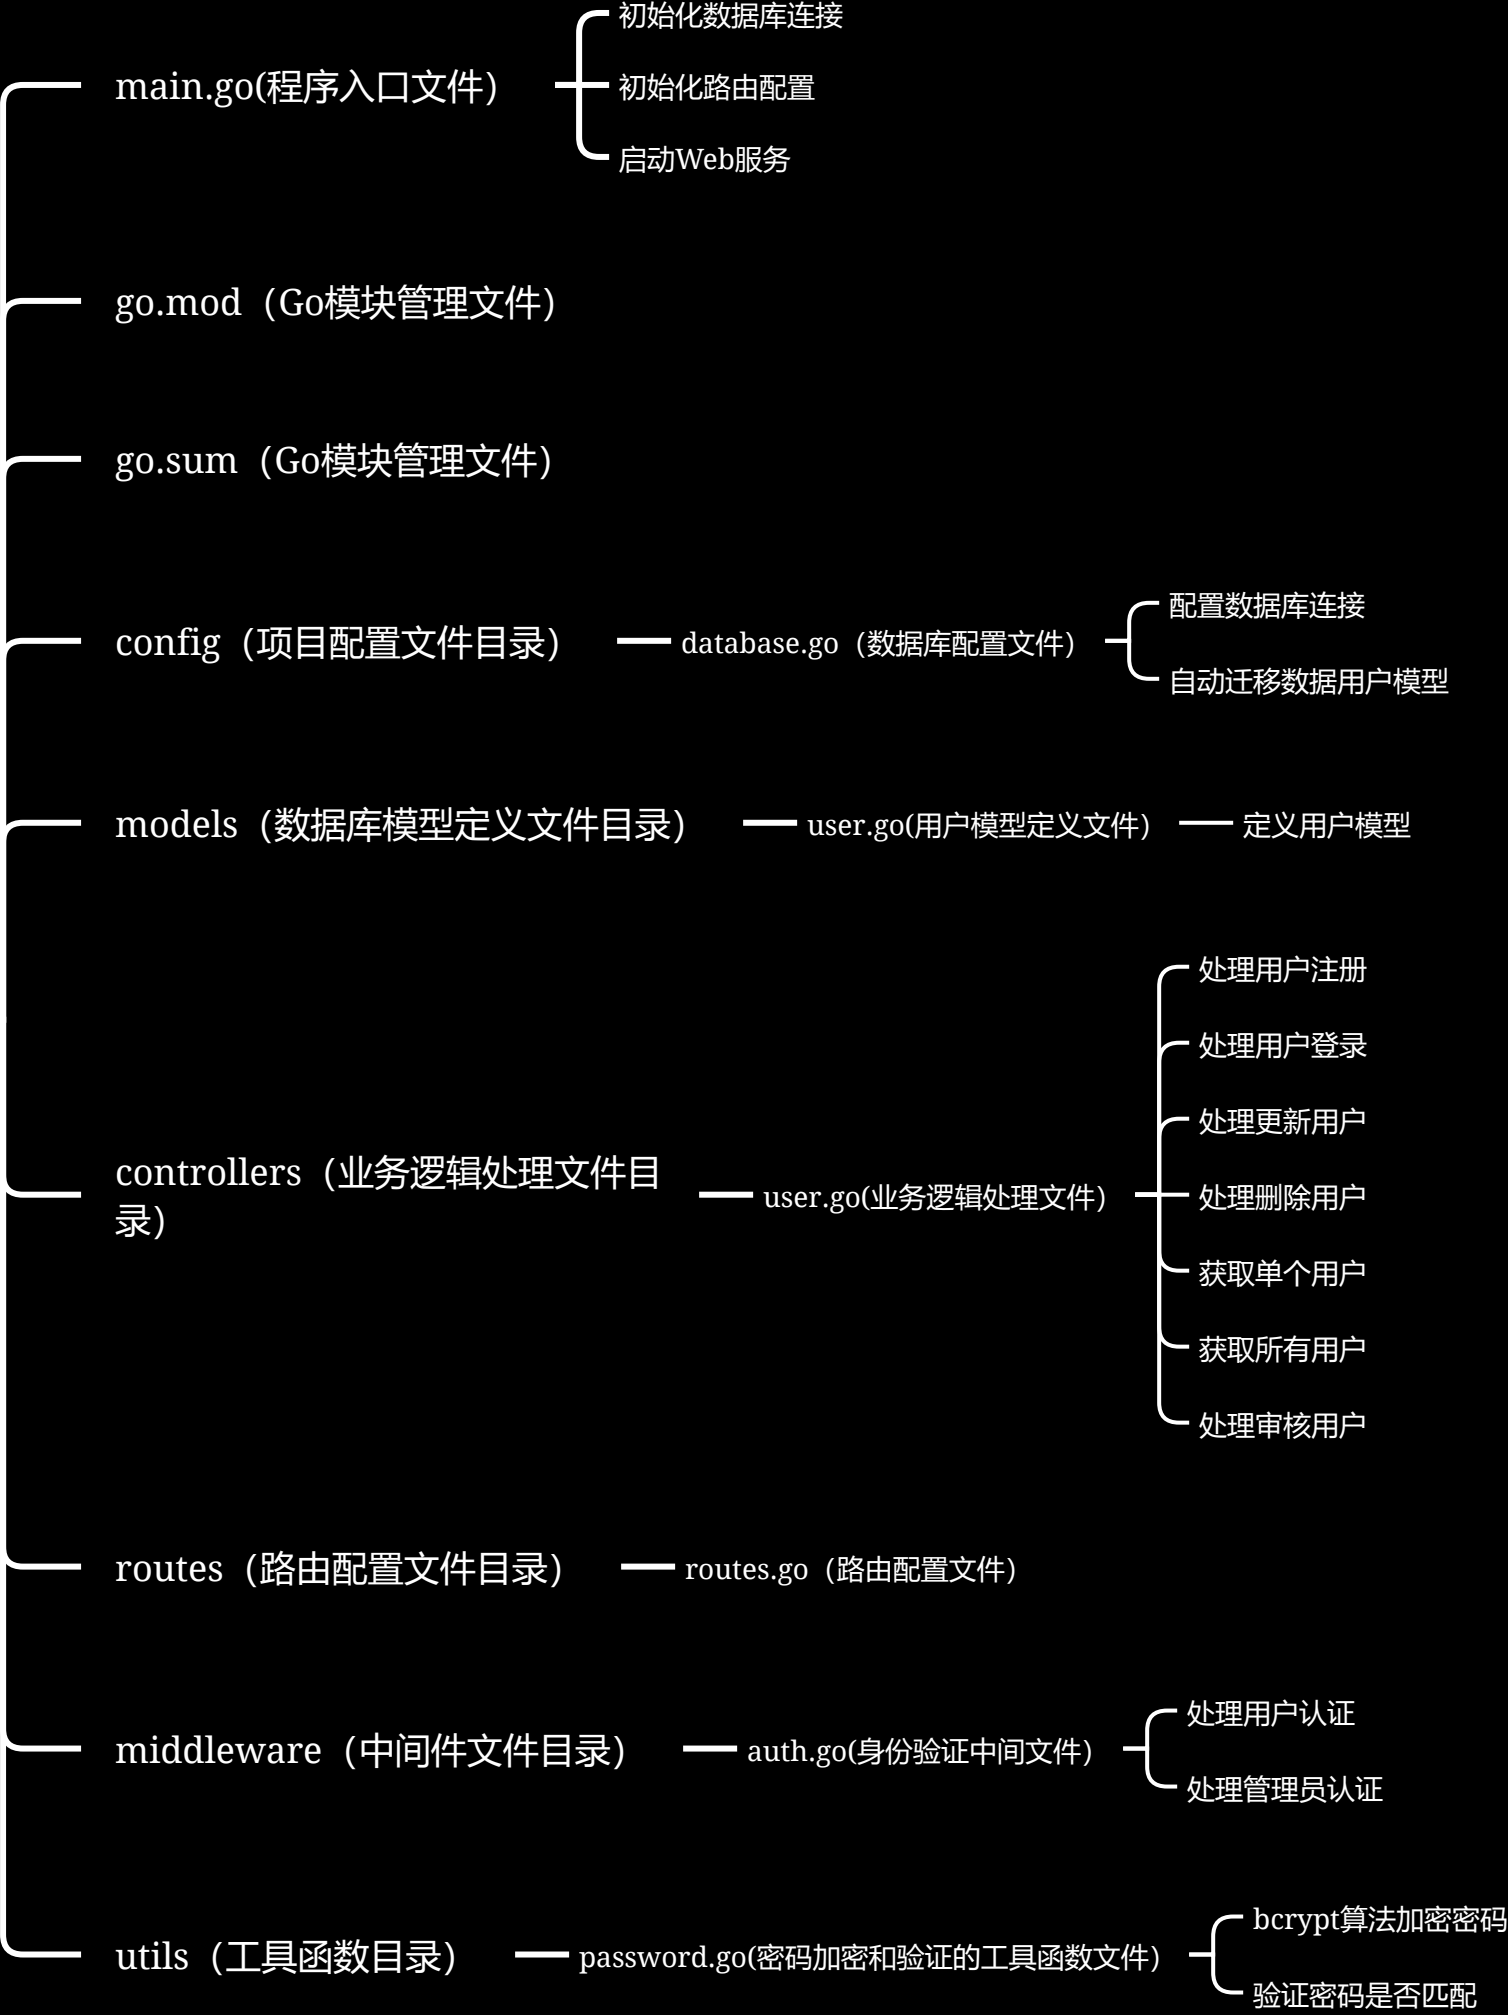 初始化数据库连接
main.go(程序入口文件）
初始化路由配置
启动Web服务
go.mod（Go模块管理文件）
go.sum（Go模块管理文件）
配置数据库连接
config（项目配置文件目录）
database.go（数据库配置文件）
自动迁移数据用户模型
models（数据库模型定义文件目录）
user.go(用户模型定义文件）
定义用户模型
处理用户注册
处理用户登录
处理更新用户
controllers（业务逻辑处理文件目
录）
user.go(业务逻辑处理文件）
处理删除用户
获取单个用户
获取所有用户
处理审核用户
routes（路由配置文件目录）
routes.go（路由配置文件）
处理用户认证
middleware（中间件文件目录）
auth.go(身份验证中间文件）
处理管理员认证
bcrypt算法加密密码
utils（工具函数目录）
password.go(密码加密和验证的工具函数文件）
验证密码是否匹配